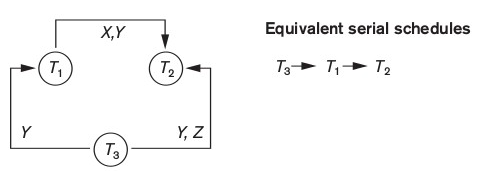 X,Y
Equivalent serial schedules
T1
T2
T3 T1 T2
Y
Y, Z
T3